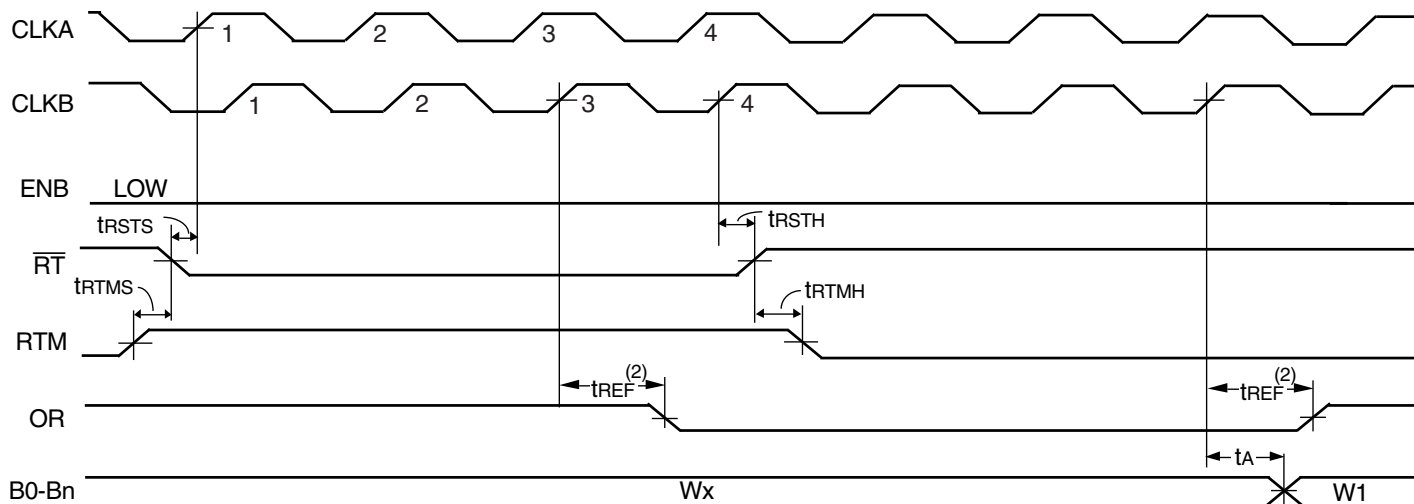 CLKA 1 2 3 4
CLKB 1 2 3 4
ENB LOW
tRSTS tRSTH
RT
tRTMS tRTMH
RTM
tREF(2) tREF(2)
OR
tA
B0-Bn Wx W1